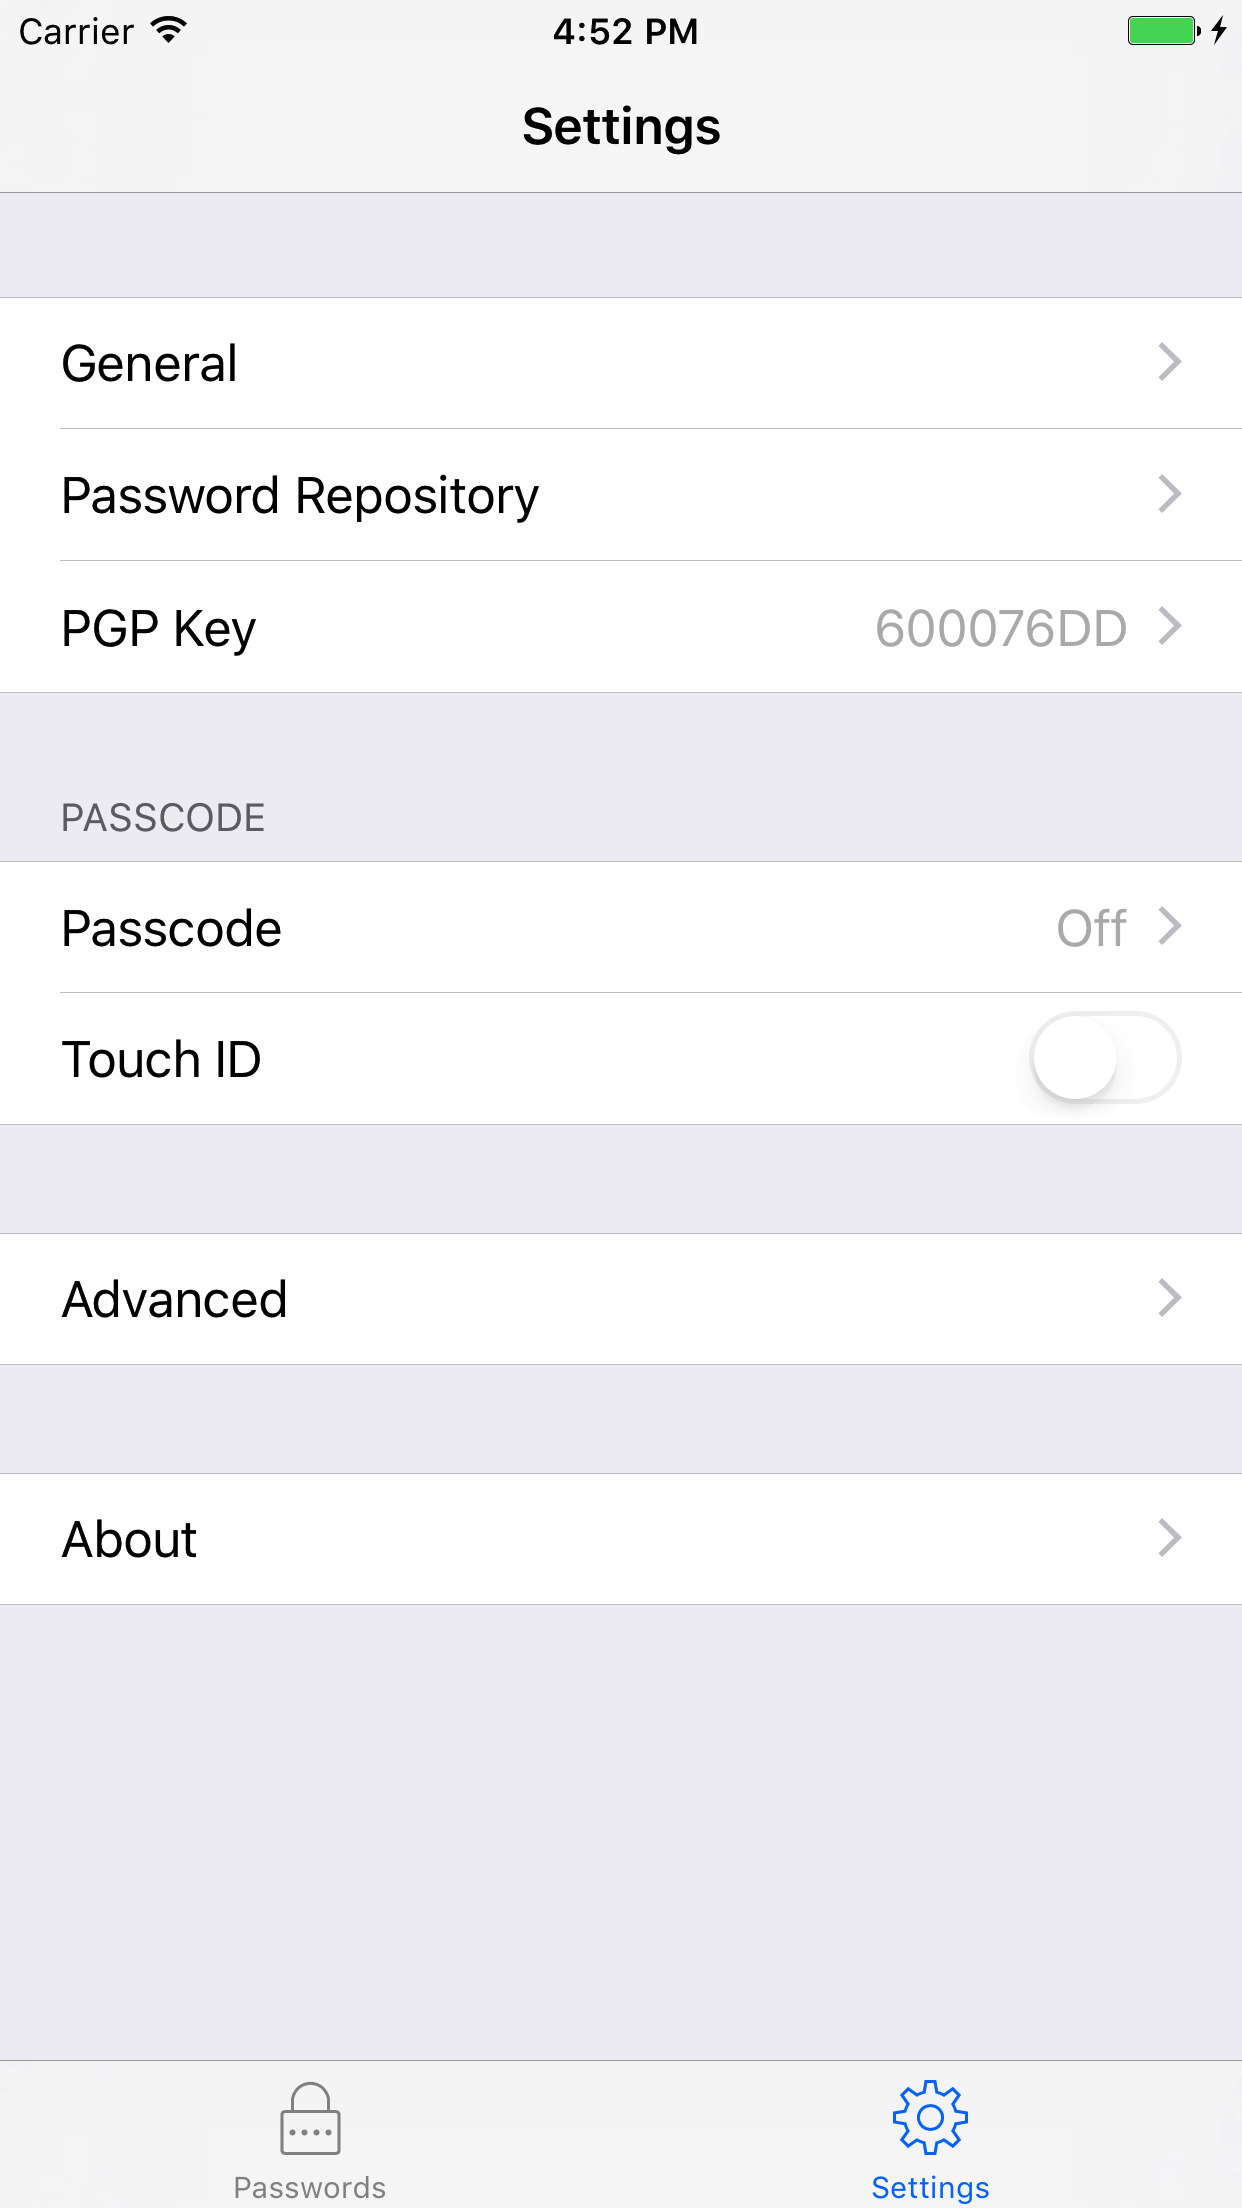 Carrier 4:52 PM
Settings
General
Password Repository
PGP Key 600076DD
PASSCODE
Passcode Off
Touch ID
Advanced
About
Passwords Settings